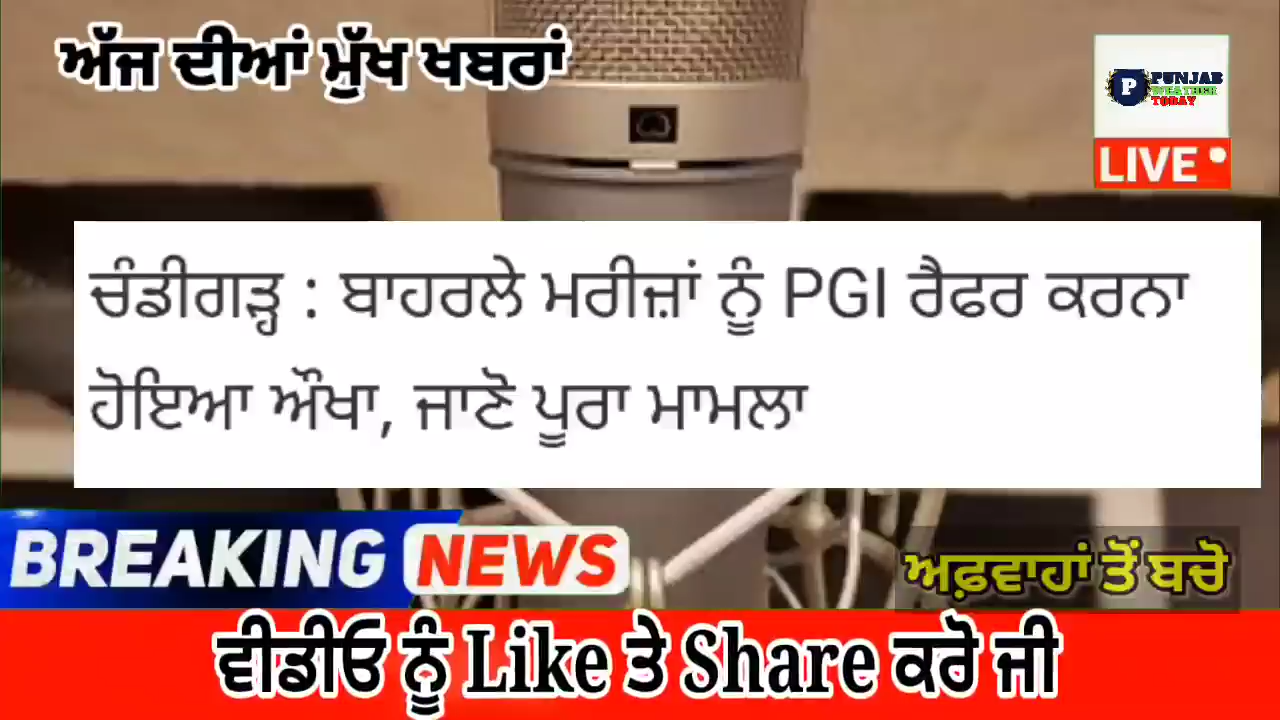 ਅੱਜ ਦੀਆਂ ਮੁੱਖ ਖਬਰਾਂ
P PUNJAB
WEATHER
TODAY
LIVE
ਚੰਡੀਗੜ੍ਹ : ਬਾਹਰਲੇ ਮਰੀਜ਼ਾਂ ਨੂੰ PGI ਰੈਫਰ ਕਰਨਾ
ਹੋਇਆ ਔਖਾ, ਜਾਣੋ ਪੂਰਾ ਮਾਮਲਾ
BREAKING NEWS
ਅਫ਼ਵਾਹਾਂ ਤੋਂ ਬਚੋ
ਵੀਡੀਓ ਨੂੰ Like ਤੇ Share ਕਰੋ ਜੀ